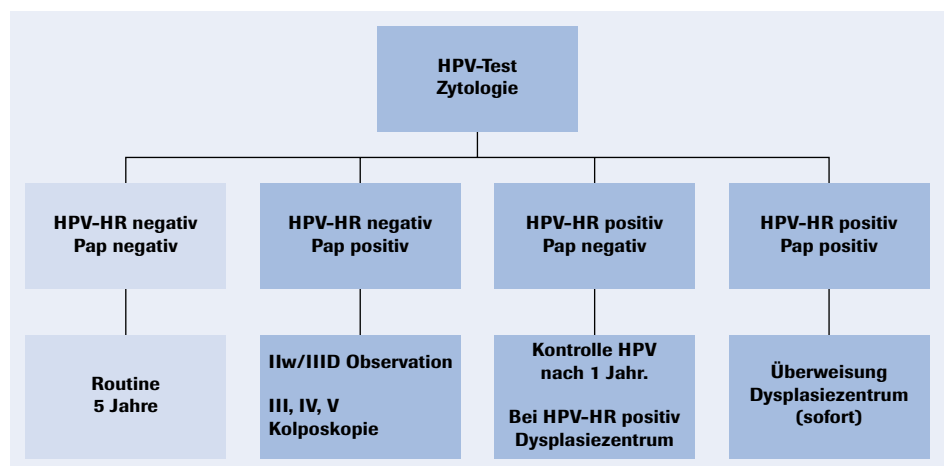 HPV-Test
Zytologie
HPV-HR negativ
Pap negativ
HPV-HR negativ
Pap positiv
HPV-HR positiv
Pap negativ
HPV-HR positiv
Pap positiv
Routine
5 Jahre
IIw/IIID Observation
III, IV, V
Kolposkopie
Kontrolle HPV
nach 1 Jahr.
Bei HPV-HR positiv
Dysplasiezentrum
Überweisung
Dysplasiezentrum
(sofort)